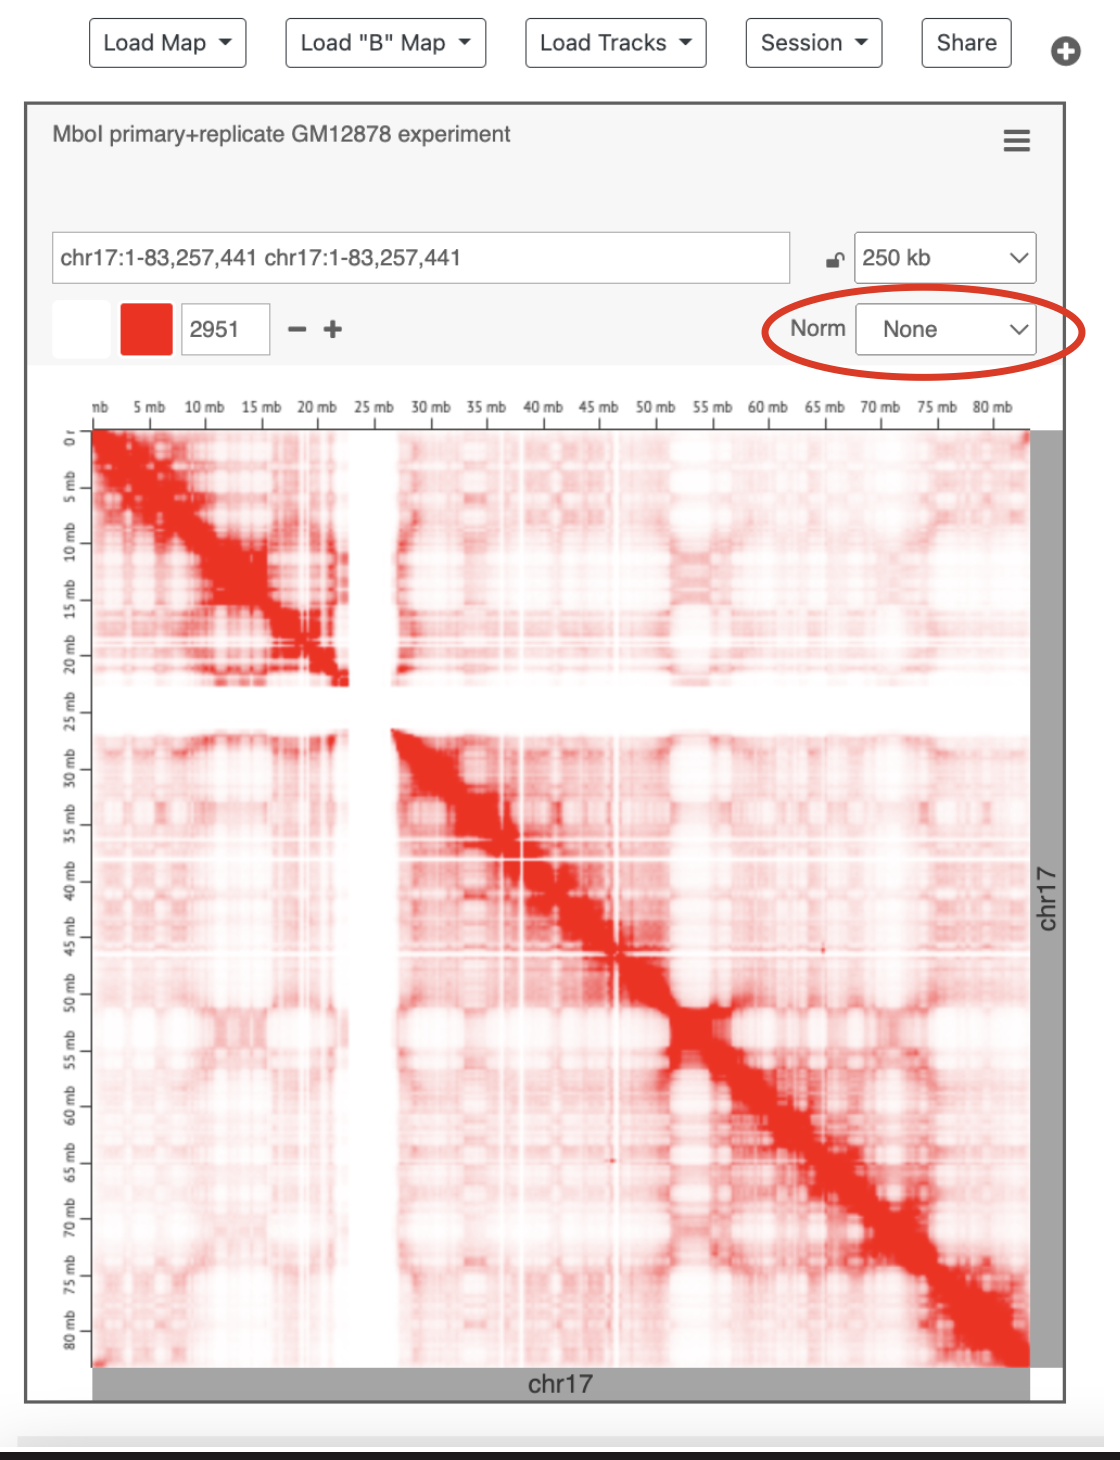 Load Map Load "B" Map Load Tracks Session Share
MboI primary+replicate GM12878 experiment
chr17:1-83,257,441 chr17:1-83,257,441 250 kb
2951 Norm None
mb 5 mb 10 mb 15 mb 20 mb 25 mb 30 mb 35 mb 40 mb 45 mb 50 mb 55 mb 60 mb 65 mb 70 mb 75 mb 80 mb
0
5 mb
10 mb
15 mb
20 mb
25 mb
30 mb
35 mb
40 mb
45 mb
50 mb
55 mb
60 mb
65 mb
70 mb
75 mb
80 mb
chr17
chr17